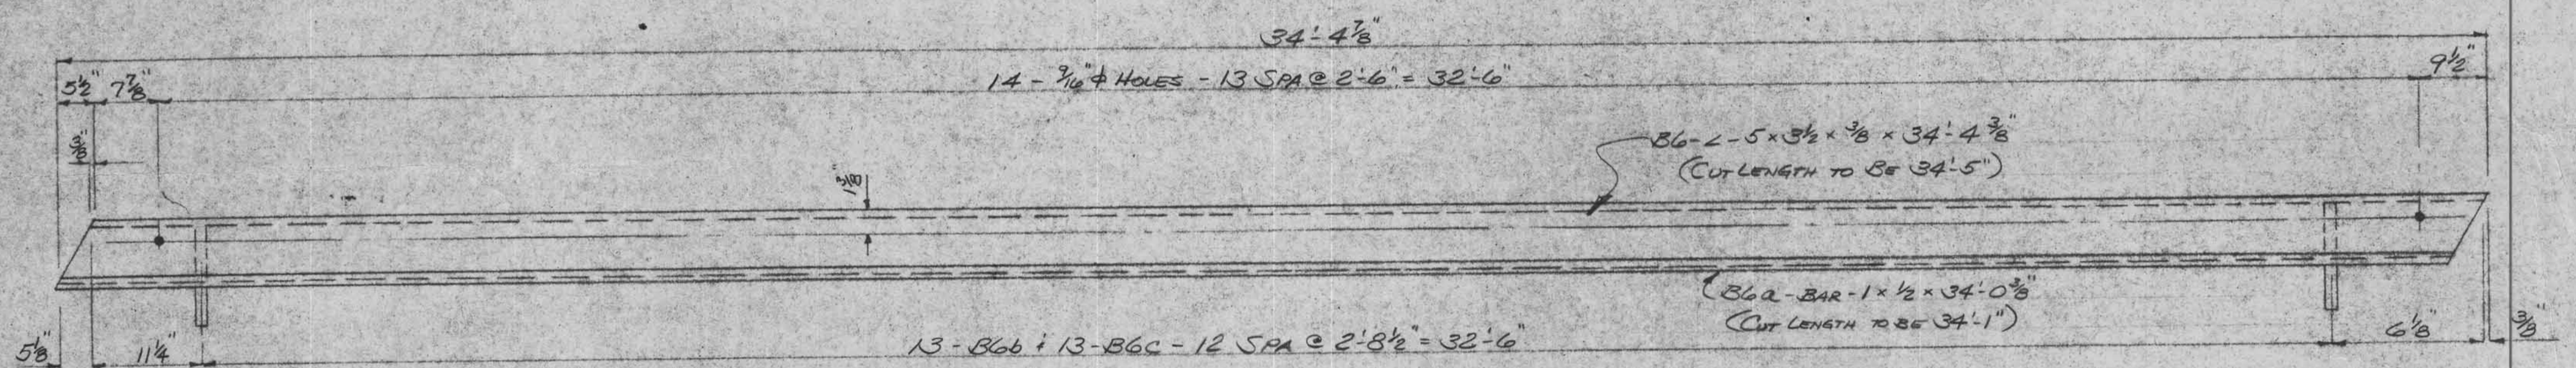 34'-4 7/8"
14 - 9/16" ϕ HOLES - 13 SPA @ 2'-6" = 32'-6"
5 1/2" 7 7/8"
9 1/2"
3/8"
1 3/8"
B6-L-5 x 3 1/2 x 3/8 x 34'-4 3/8"
(CUT LENGTH TO BE 34'-5")
B6a-BAR-1 x 1/2 x 34'-0 3/8"
(CUT LENGTH TO BE 34'-1")
13-B6b & 13-B6c - 12 SPA @ 2'-8 1/2" = 32'-6"
5 1/8" 11 1/4"
6 1/8" 3/8"